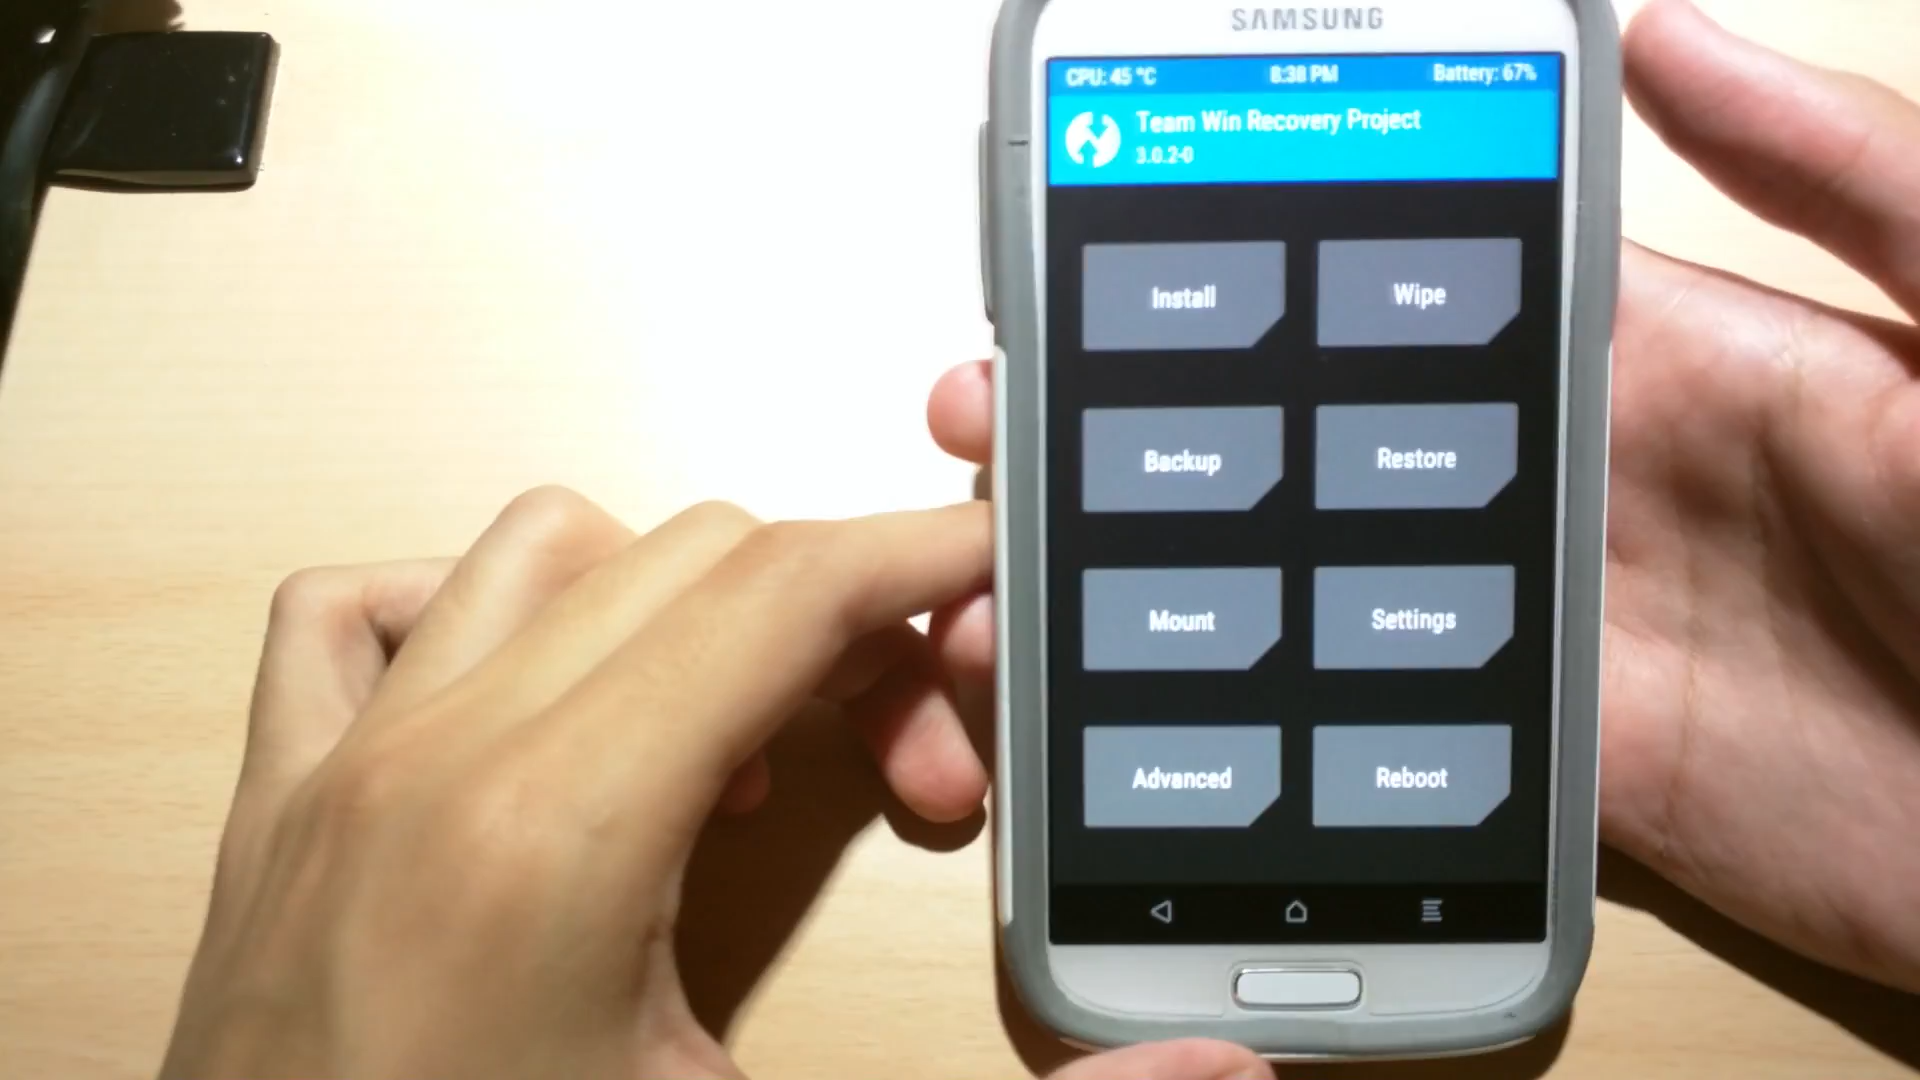 SAMSUNG
CPU: 45 °C 8:38 PM Battery: 67%
Team Win Recovery Project
3.0.2-0
Install Wipe
Backup Restore
Mount Settings
Advanced Reboot